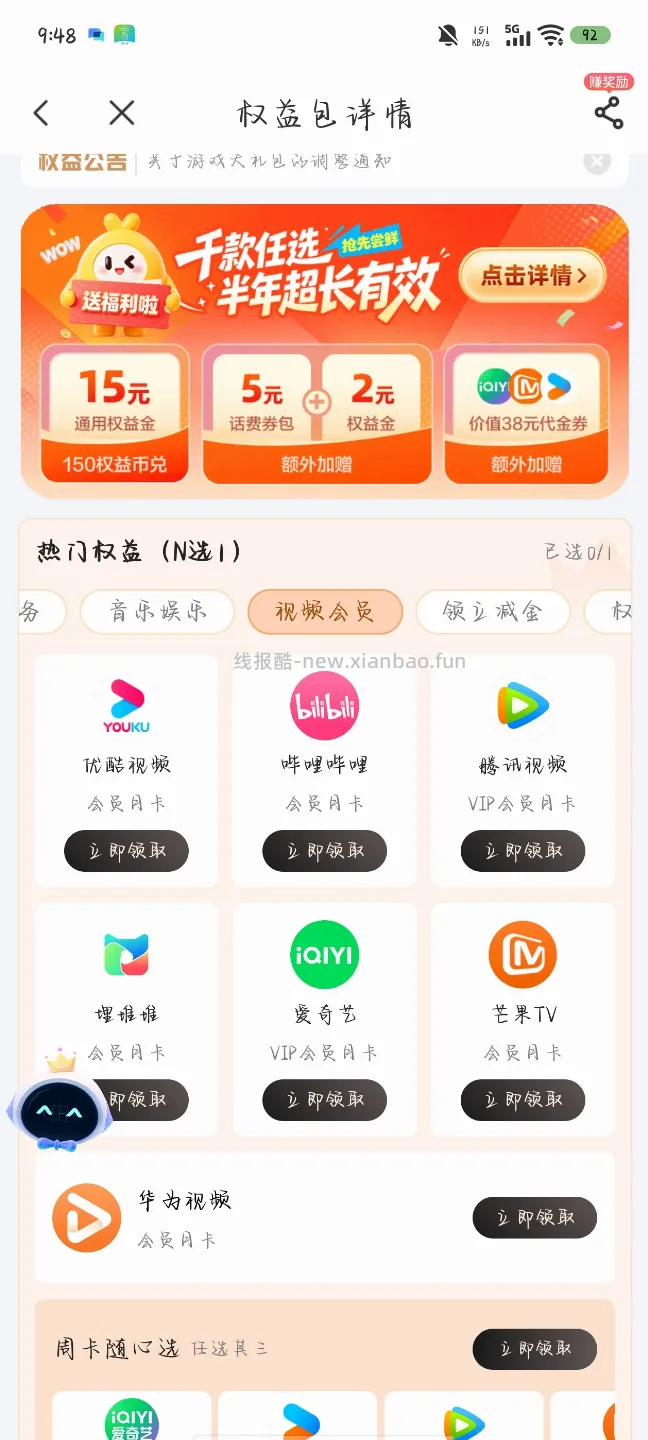 9:48
151
KB/s
5G
92
赚奖励
权益包详情
权益公告
关于游戏大礼包的调整通知
WOW
送福利啦
千款任选
抢先尝鲜
半年超长有效
点击详情
15元
通用权益金
150权益币兑
5元
话费券包
2元
权益金
额外加赠
iQIYI
价值38元代金券
额外加赠
热门权益（N选1）
已选0/1
务
音乐娱乐
视频会员
领立减金
权
线报酷-new.xianbao.fun
YOUKU
bilibili
优酷视频
哔哩哔哩
腾讯视频
会员月卡
会员月卡
VIP会员月卡
立即领取
立即领取
立即领取
iQIYI
埋堆堆
爱奇艺
芒果TV
会员月卡
VIP会员月卡
会员月卡
即领取
立即领取
立即领取
华为视频
会员月卡
立即领取
周卡随心选
任选其三
立即领取
iQIYI
爱奇艺